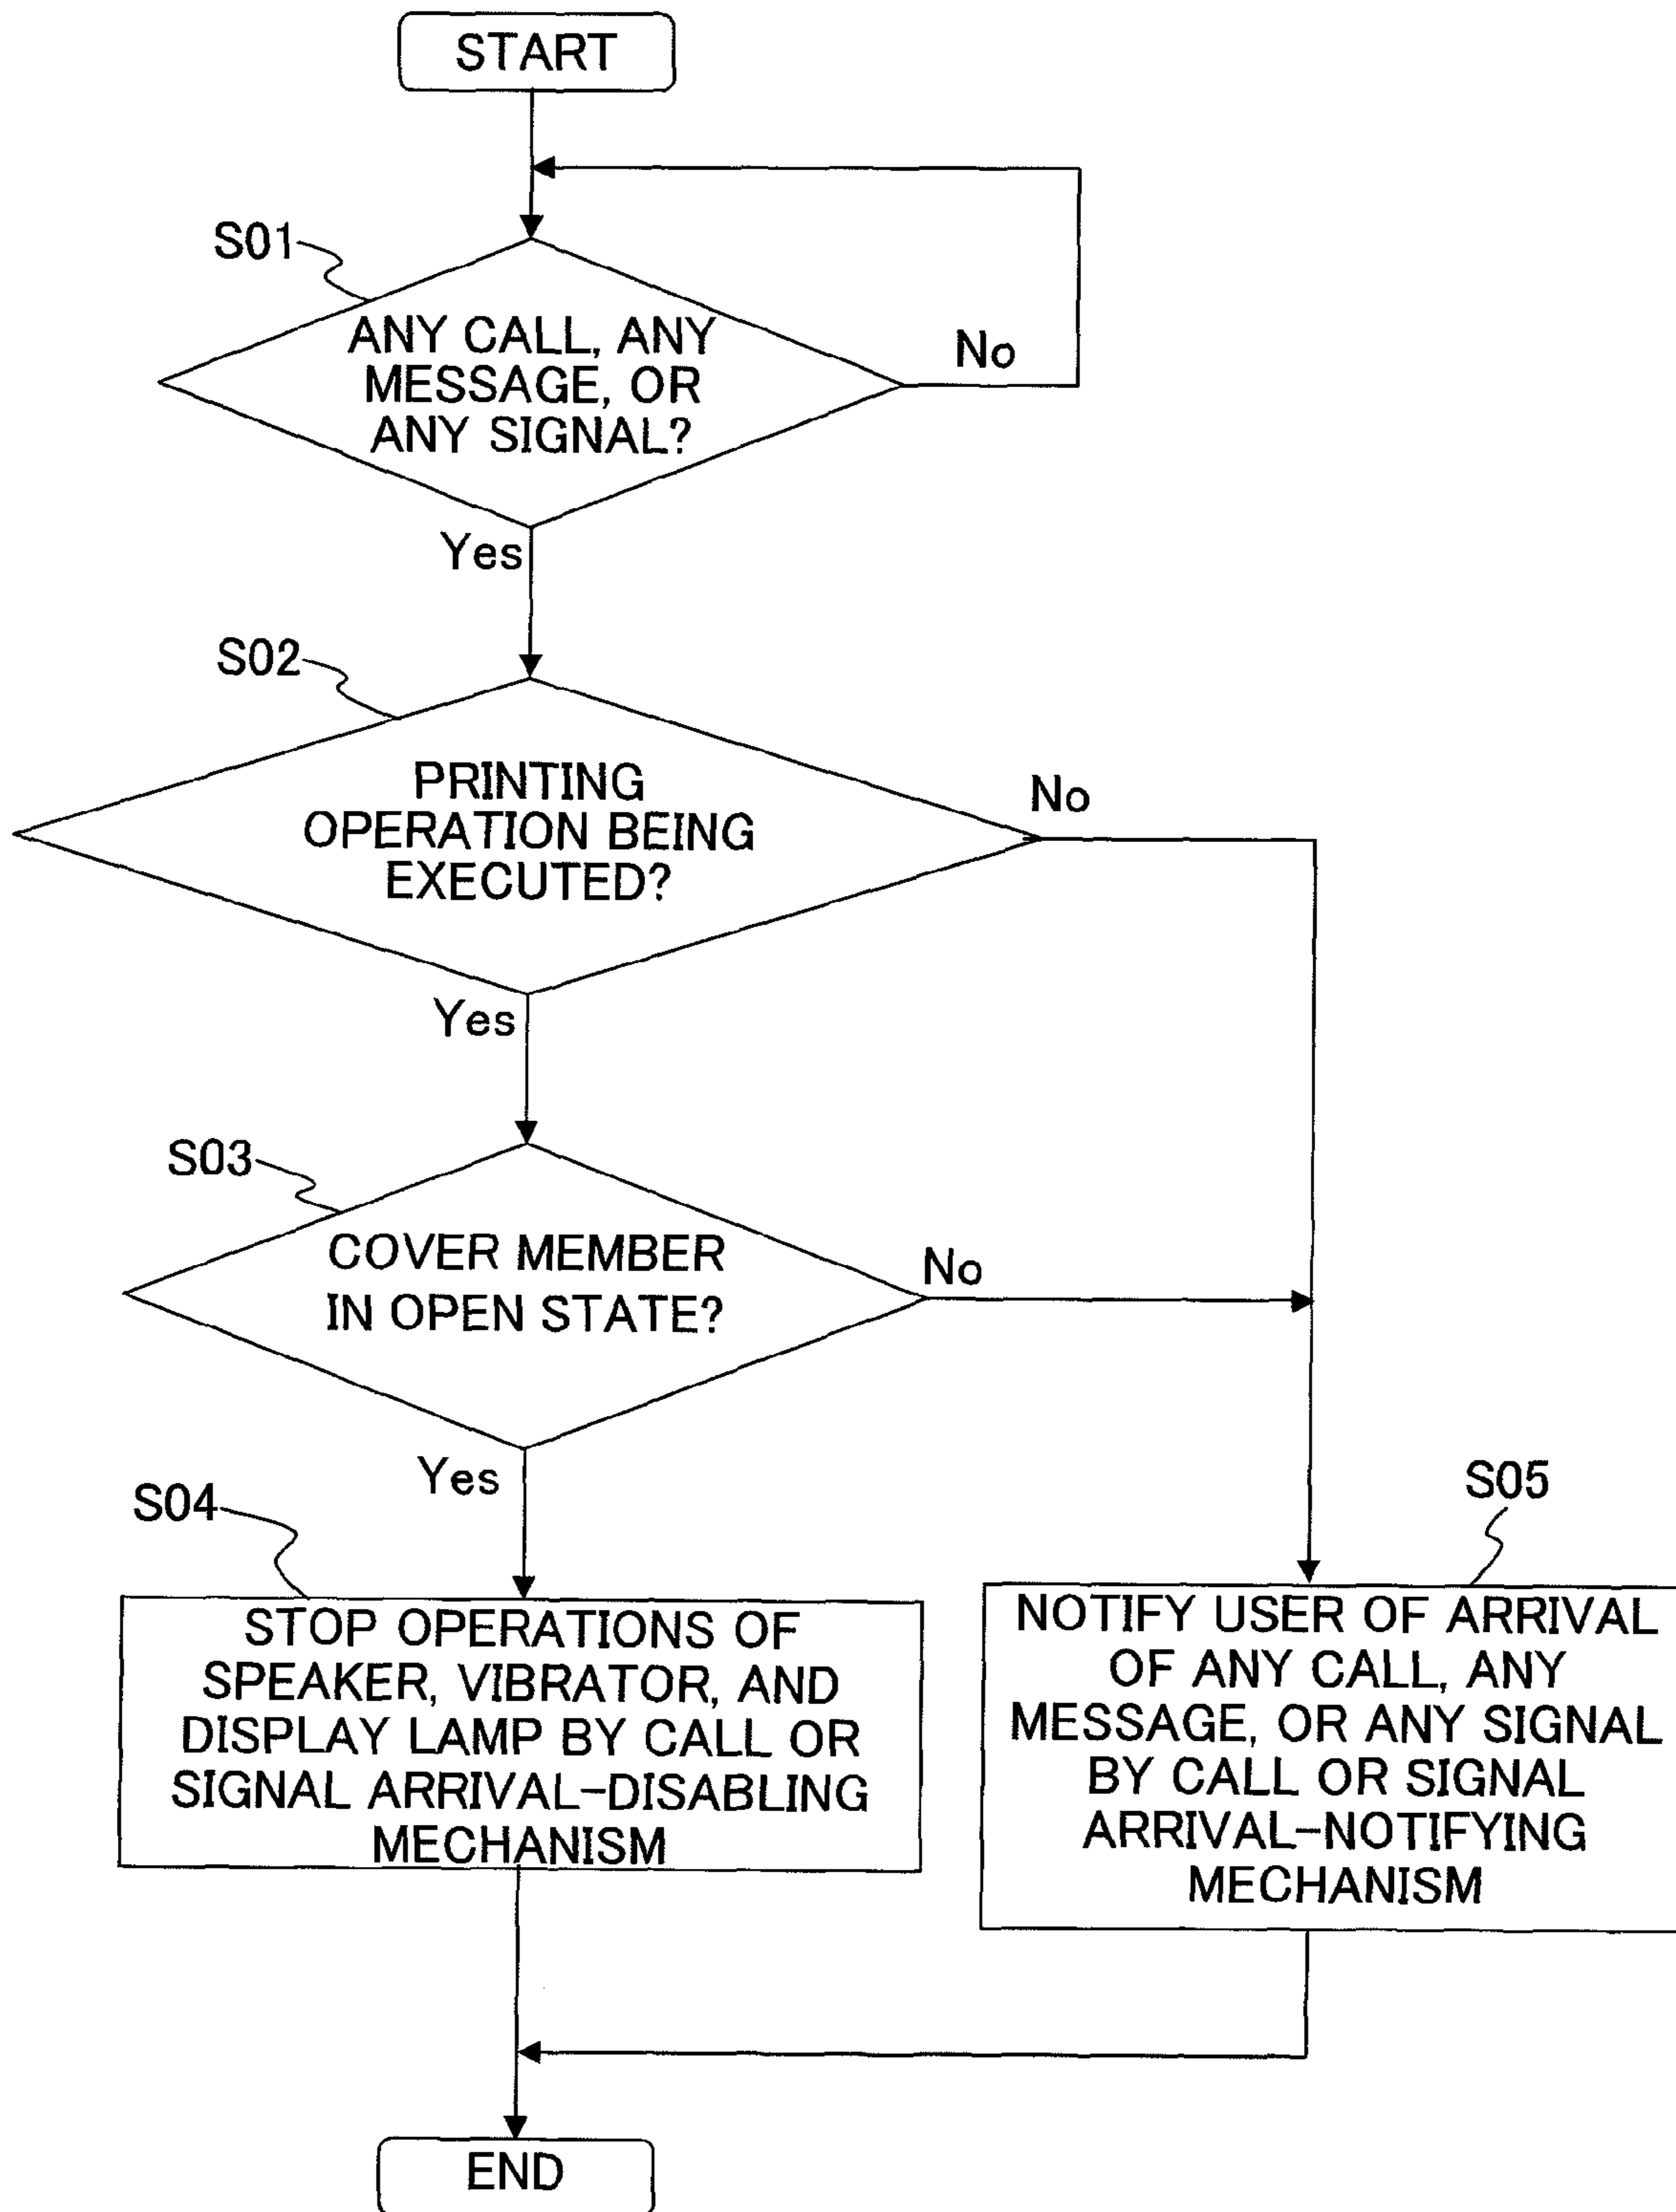 START
S01
ANY CALL, ANY
MESSAGE, OR
ANY SIGNAL?
No
Yes
S02
PRINTING
OPERATION BEING
EXECUTED?
No
Yes
S03
COVER MEMBER
IN OPEN STATE?
No
Yes
S04
STOP OPERATIONS OF
SPEAKER, VIBRATOR, AND
DISPLAY LAMP BY CALL OR
SIGNAL ARRIVAL-DISABLING
MECHANISM
S05
NOTIFY USER OF ARRIVAL
OF ANY CALL, ANY
MESSAGE, OR ANY SIGNAL
BY CALL OR SIGNAL
ARRIVAL-NOTIFYING
MECHANISM
END